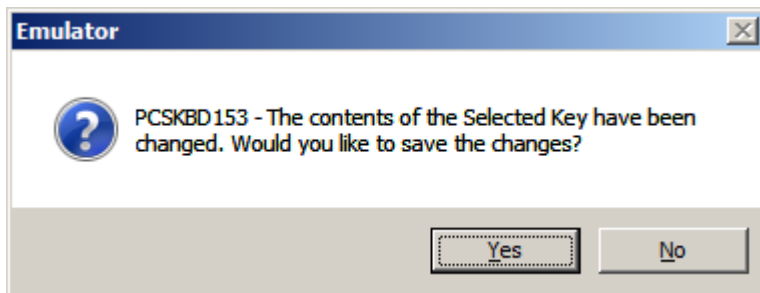 Emulator
PCSKBD153 - The contents of the Selected Key have been
changed. Would you like to save the changes?
Yes
No